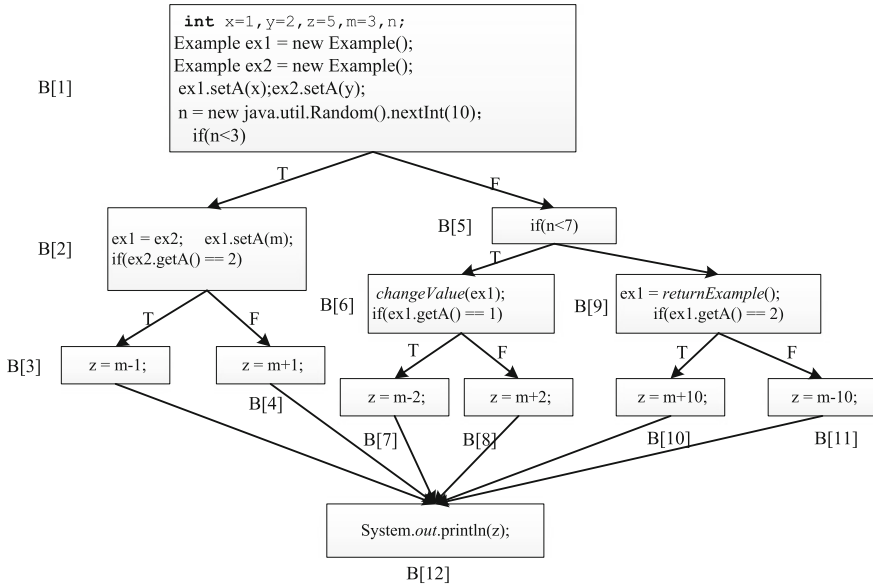 int x=1,y=2,z=5,m=3,n;
Example ex1 = new Example();
Example ex2 = new Example();
ex1.setA(x);ex2.setA(y);
B[1]
n = new java.util.Random().nextInt(10);
if(n<3)
T
F
B[5]
if(n<7)
B[2]
ex1 = ex2; ex1.setA(m);
if(ex2.getA() == 2)
T
B[6]
changeValue(ex1);
if(ex1.getA() == 1)
B[9]
ex1 = returnExample();
if(ex1.getA() == 2)
T
F
T
F
T
F
B[3]
z = m-1;
z = m+1;
B[4]
z = m-2;
z = m+2;
z = m+10;
z = m-10;
B[7]
B[8]
B[10]
B[11]
System.out.println(z);
B[12]